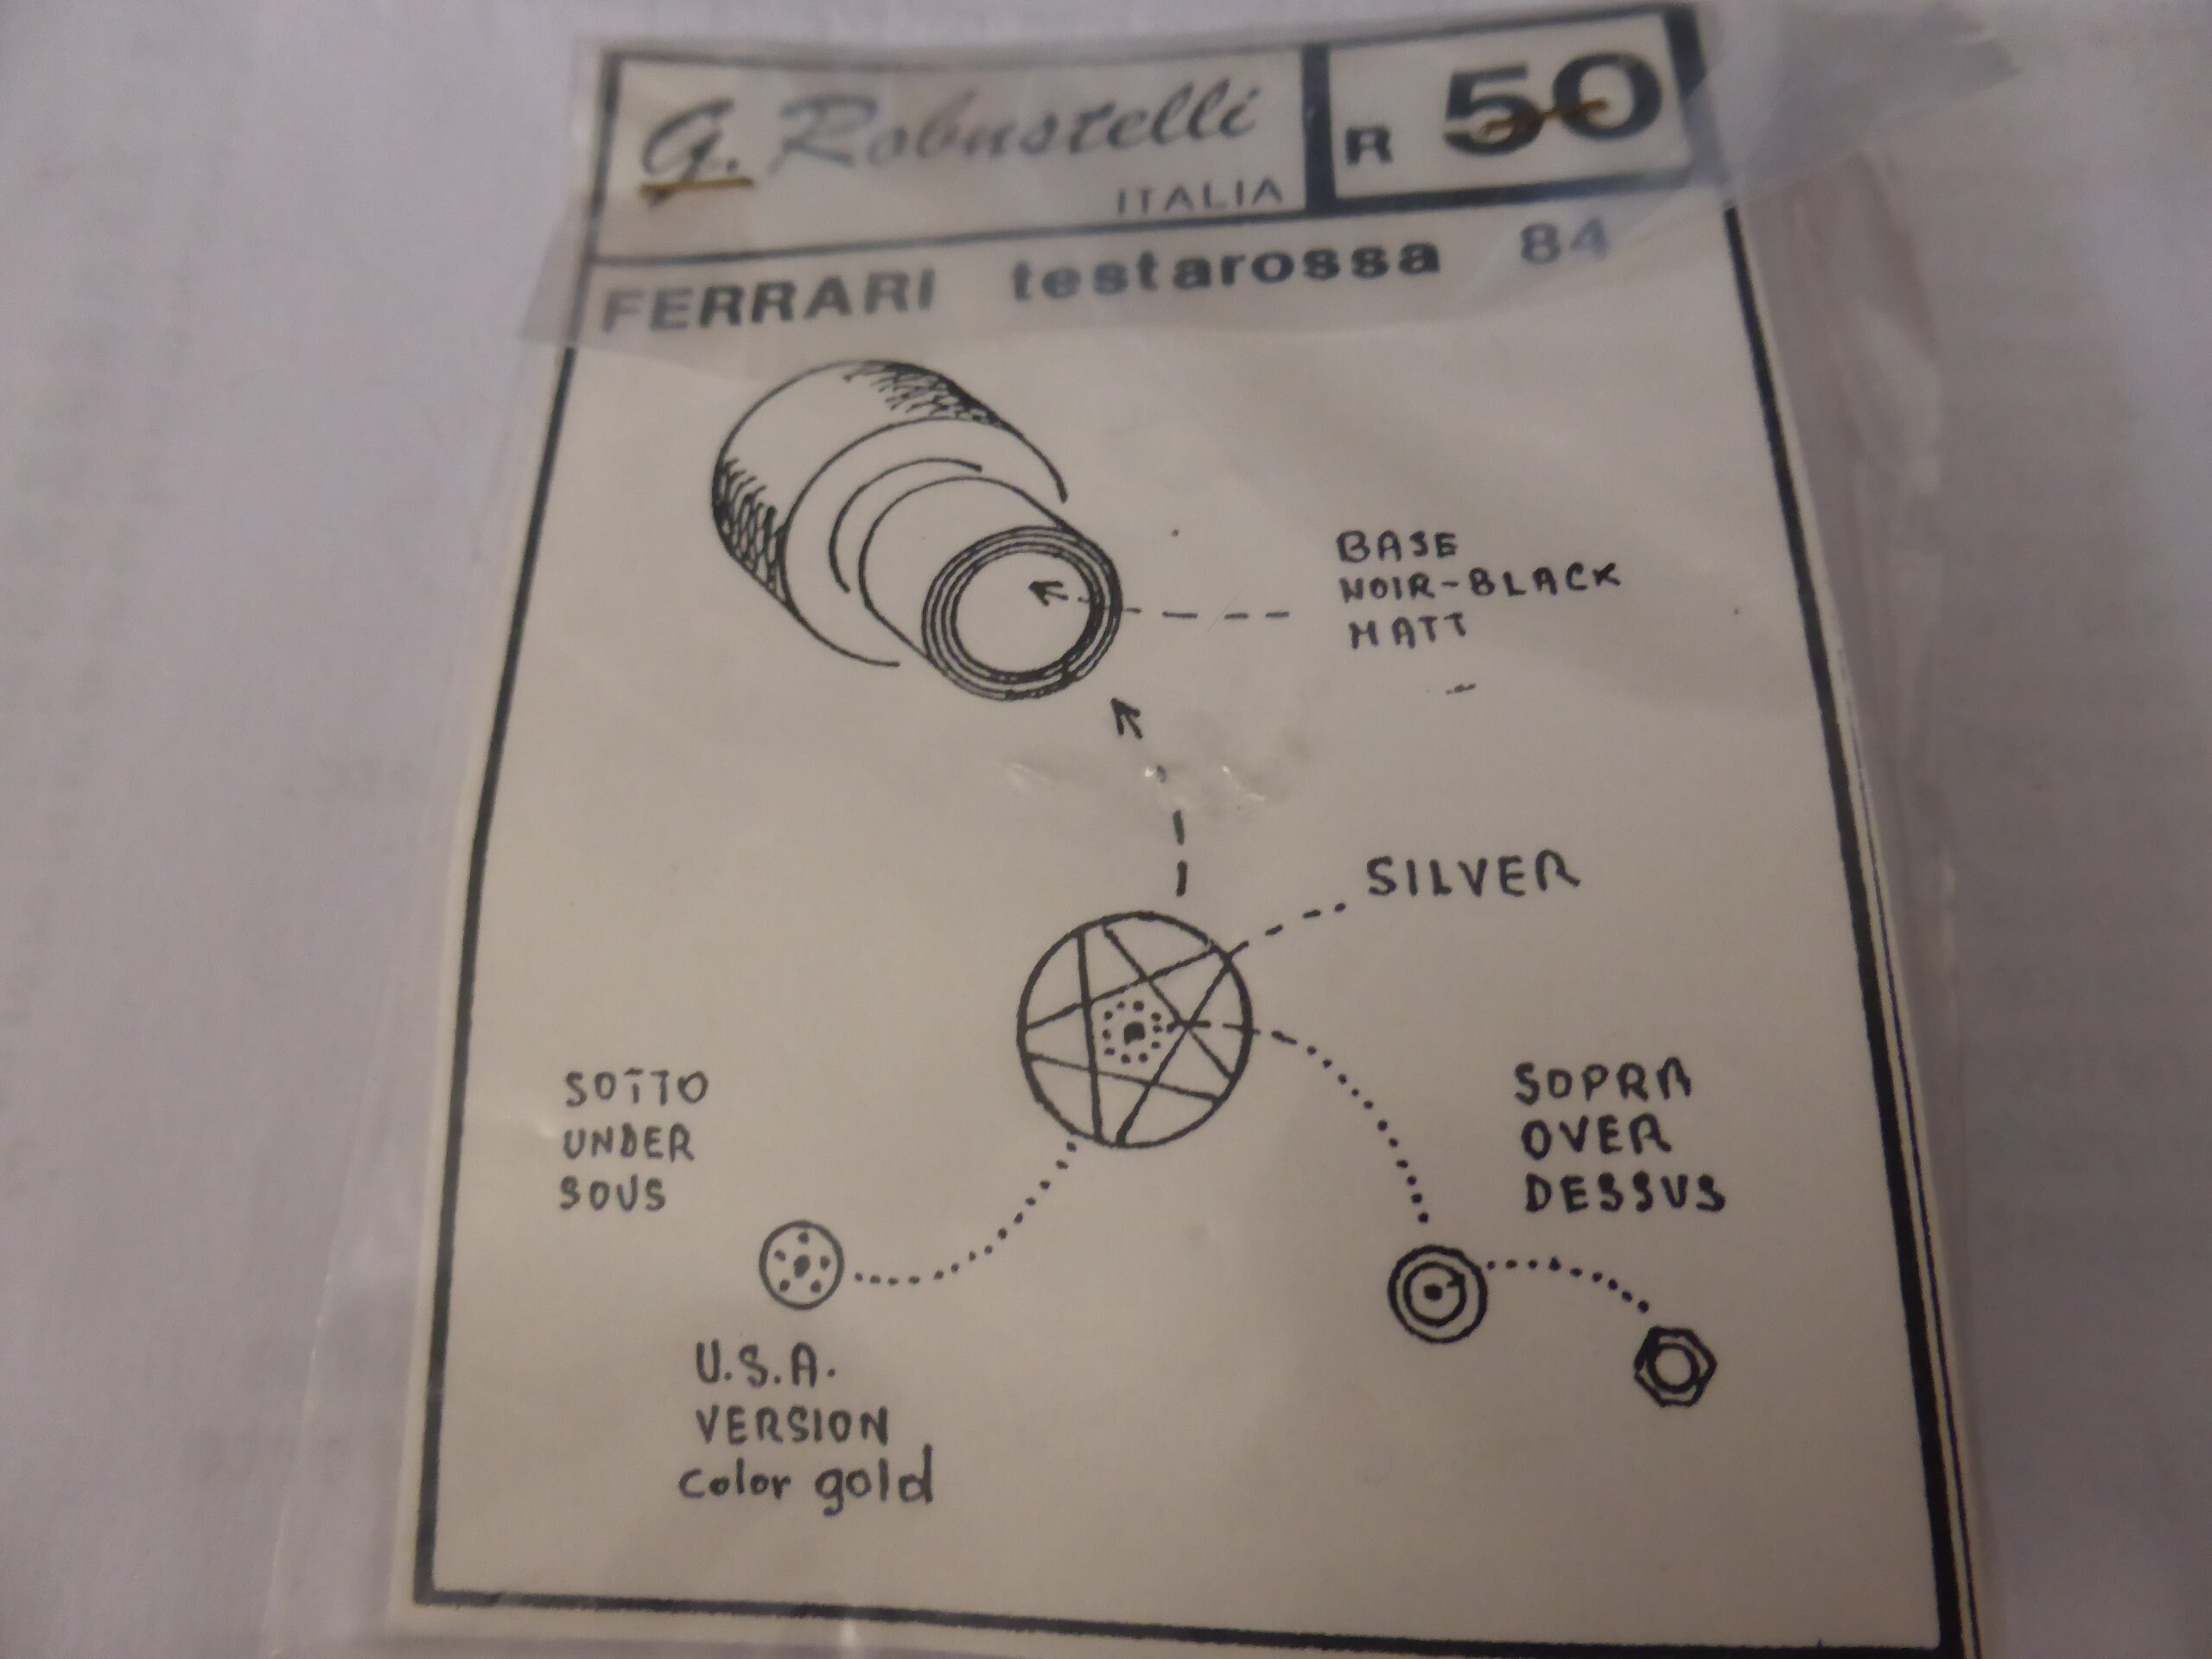 G. Robustelli
ITALIA
R 50
FERRARI testarossa 84
BASE
NOIR-BLACK
MATT
SILVER
SOTTO
UNDER
SOUS
SOPRA
OVER
DESSUS
U.S.A.
VERSION
color gold